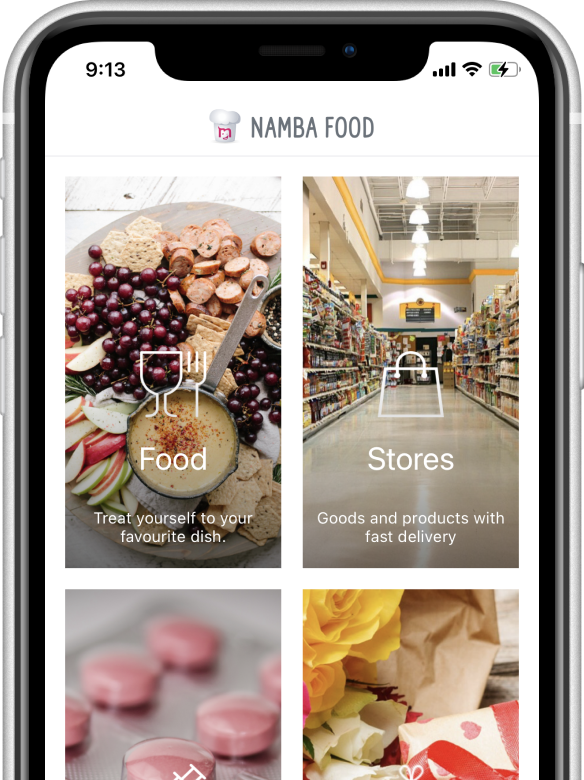 9:13
NAMBA FOOD
Food
Stores
Treat yourself to your
favourite dish.
Goods and products with
fast delivery